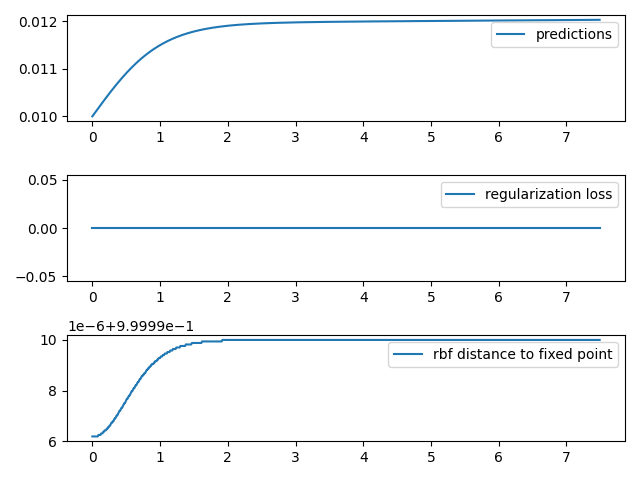 0.012
0.011
0.010
predictions
0 1 2 3 4 5 6 7
0.05
0.00
−0.05
regularization loss
0 1 2 3 4 5 6 7
1e−6+9.9999e−1
10
8
6
rbf distance to fixed point
0 1 2 3 4 5 6 7